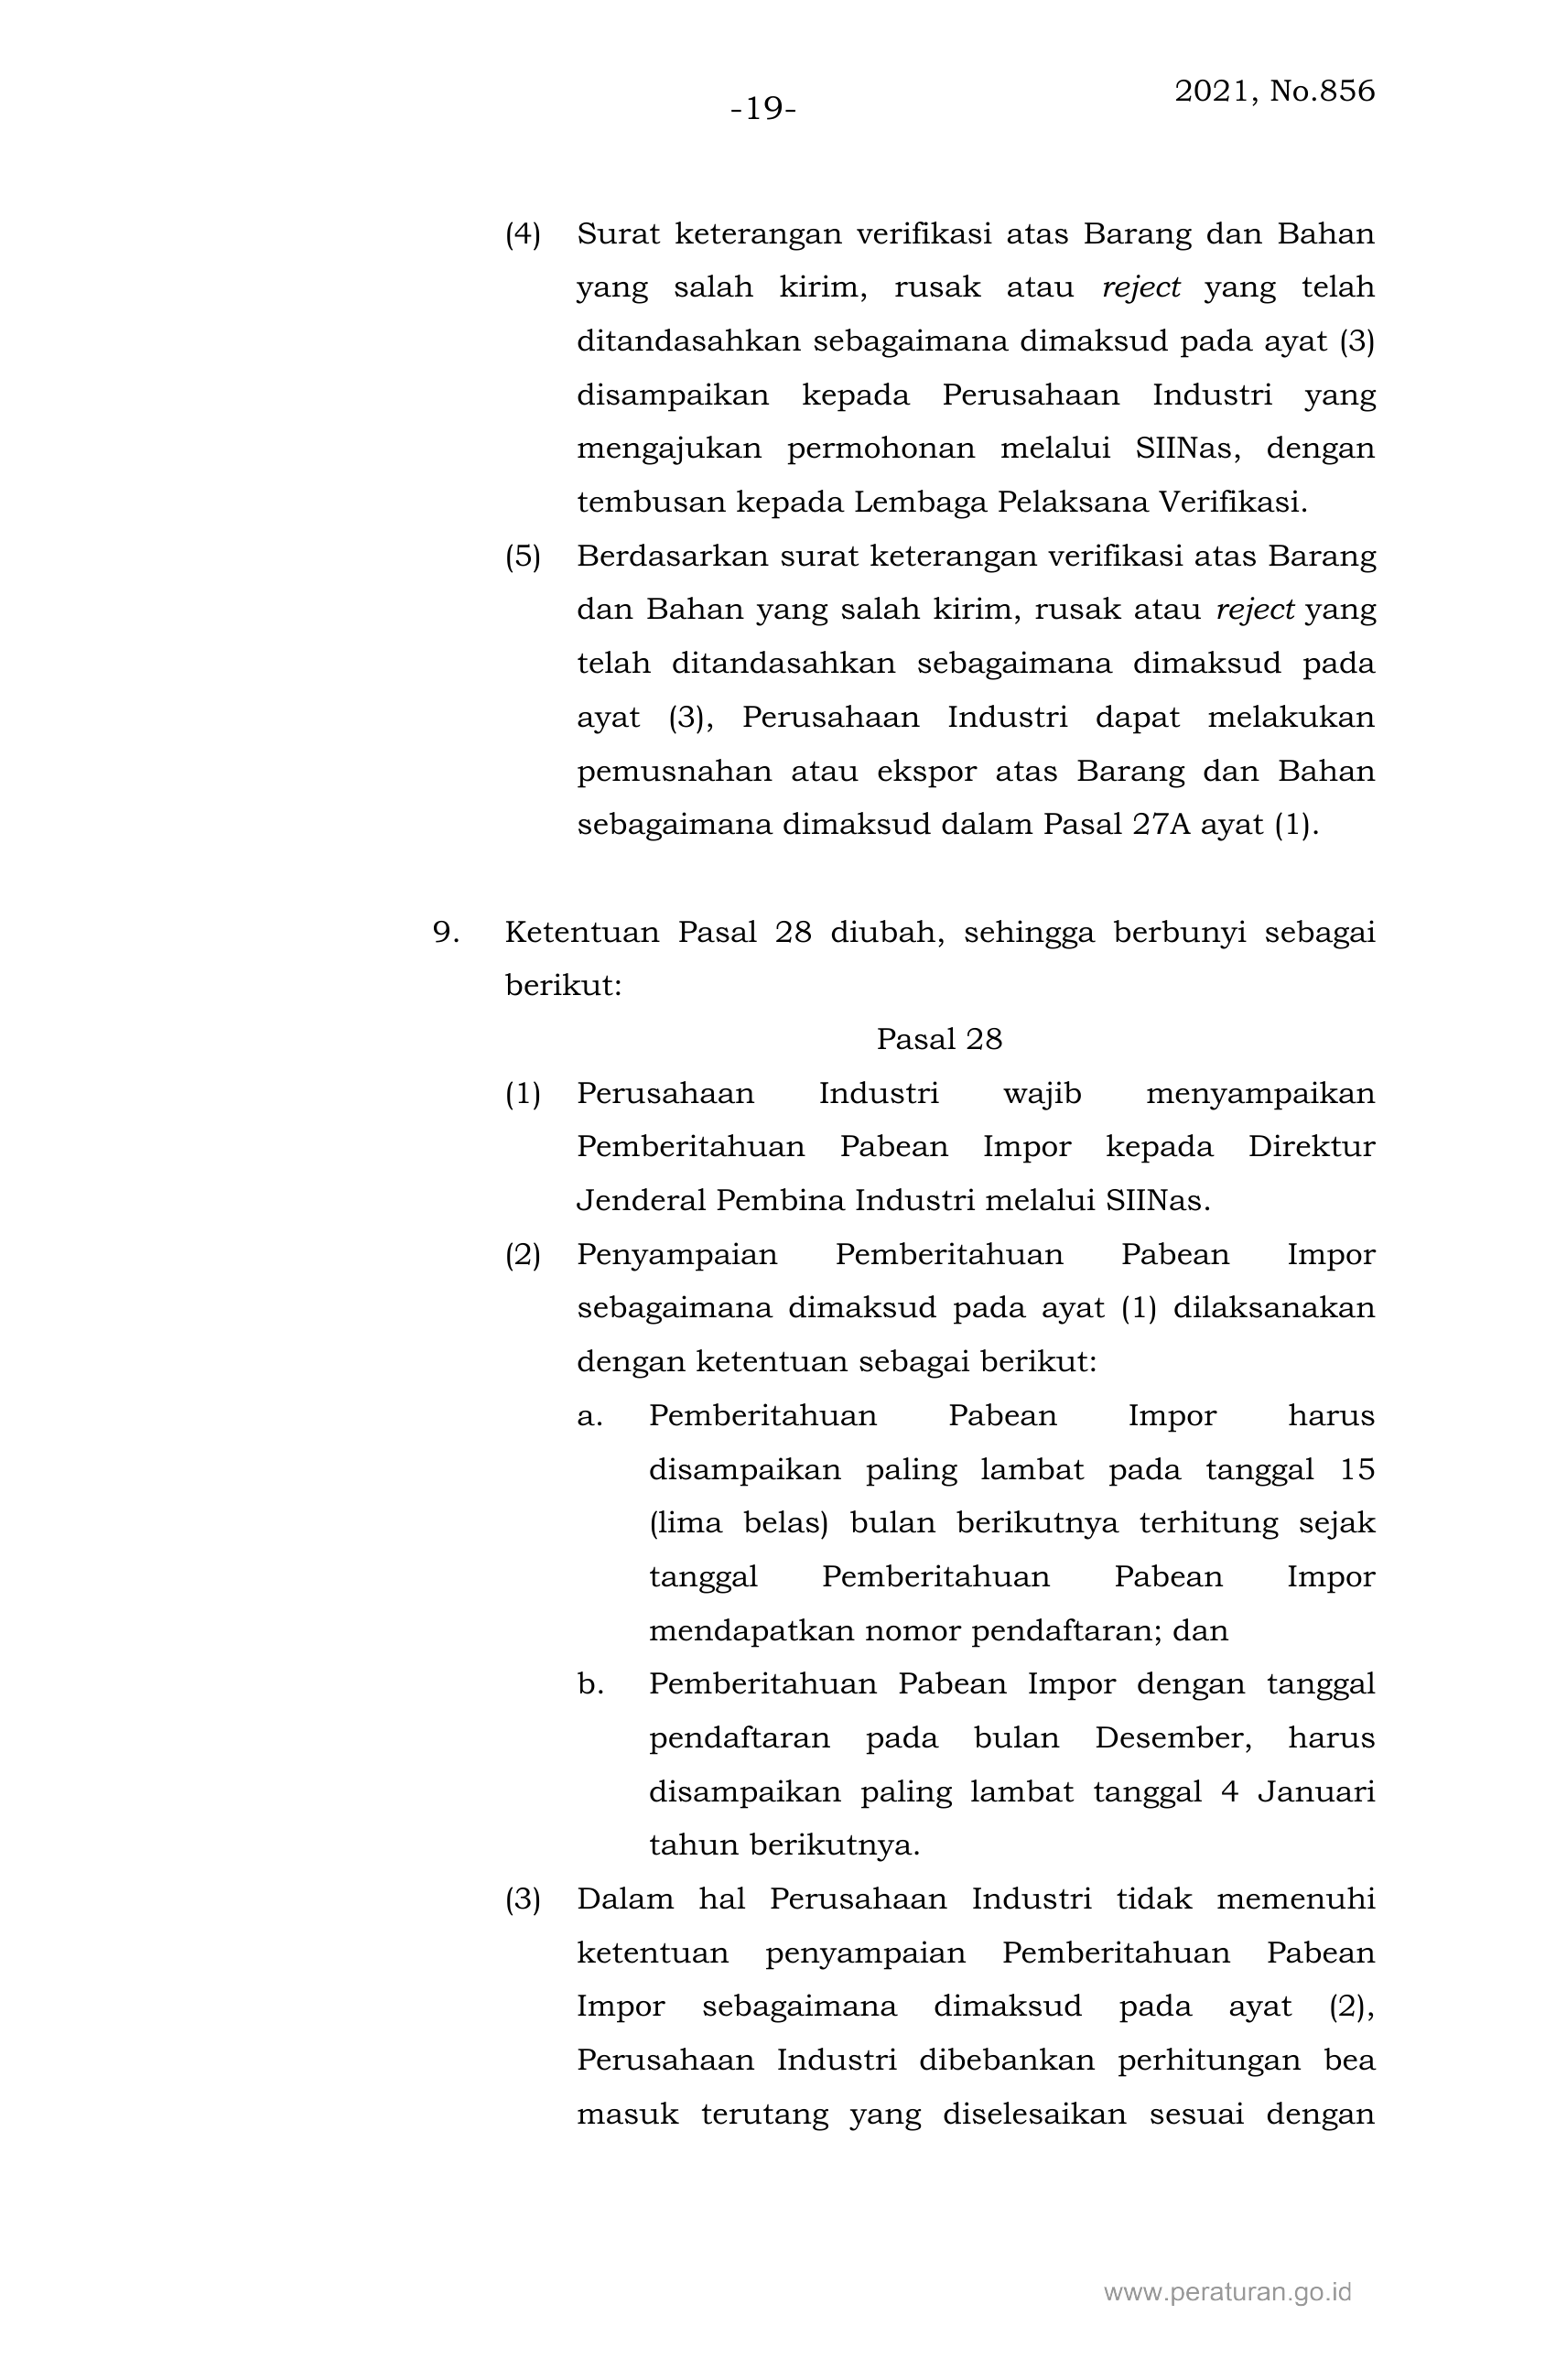 2021, No.856
-19-
(4) Surat keterangan verifikasi atas Barang dan Bahan
yang salah kirim, rusak atau reject yang telah
ditandasahkan sebagaimana dimaksud pada ayat (3)
disampaikan kepada Perusahaan Industri yang
mengajukan permohonan melalui SIINas, dengan
tembusan kepada Lembaga Pelaksana Verifikasi.
(5) Berdasarkan surat keterangan verifikasi atas Barang
dan Bahan yang salah kirim, rusak atau reject yang
telah ditandasahkan sebagaimana dimaksud pada
ayat (3), Perusahaan Industri dapat melakukan
pemusnahan atau ekspor atas Barang dan Bahan
sebagaimana dimaksud dalam Pasal 27A ayat (1).
9. Ketentuan Pasal 28 diubah, sehingga berbunyi sebagai
berikut:
Pasal 28
(1) Perusahaan Industri wajib menyampaikan
Pemberitahuan Pabean Impor kepada Direktur
Jenderal Pembina Industri melalui SIINas.
(2) Penyampaian Pemberitahuan Pabean Impor
sebagaimana dimaksud pada ayat (1) dilaksanakan
dengan ketentuan sebagai berikut:
a. Pemberitahuan Pabean Impor harus
disampaikan paling lambat pada tanggal 15
(lima belas) bulan berikutnya terhitung sejak
tanggal Pemberitahuan Pabean Impor
mendapatkan nomor pendaftaran; dan
b. Pemberitahuan Pabean Impor dengan tanggal
pendaftaran pada bulan Desember, harus
disampaikan paling lambat tanggal 4 Januari
tahun berikutnya.
(3) Dalam hal Perusahaan Industri tidak memenuhi
ketentuan penyampaian Pemberitahuan Pabean
Impor sebagaimana dimaksud pada ayat (2),
Perusahaan Industri dibebankan perhitungan bea
masuk terutang yang diselesaikan sesuai dengan
www.peraturan.go.id